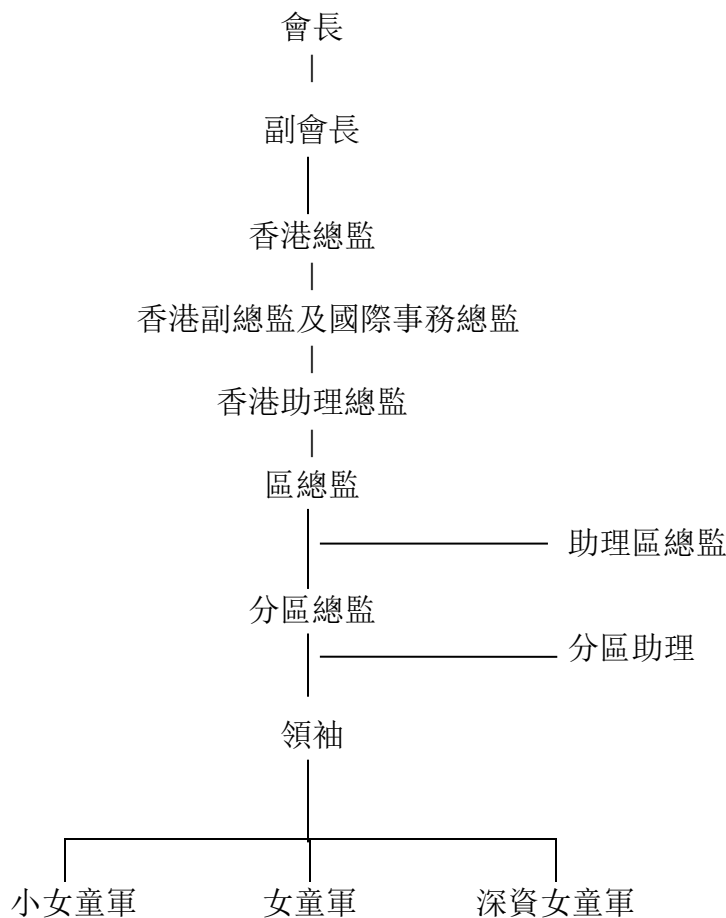 會長
副會長
香港總監
香港副總監及國際事務總監
香港助理總監
區總監
助理區總監
分區總監
分區助理
領袖
小女童軍 女童軍 深資女童軍